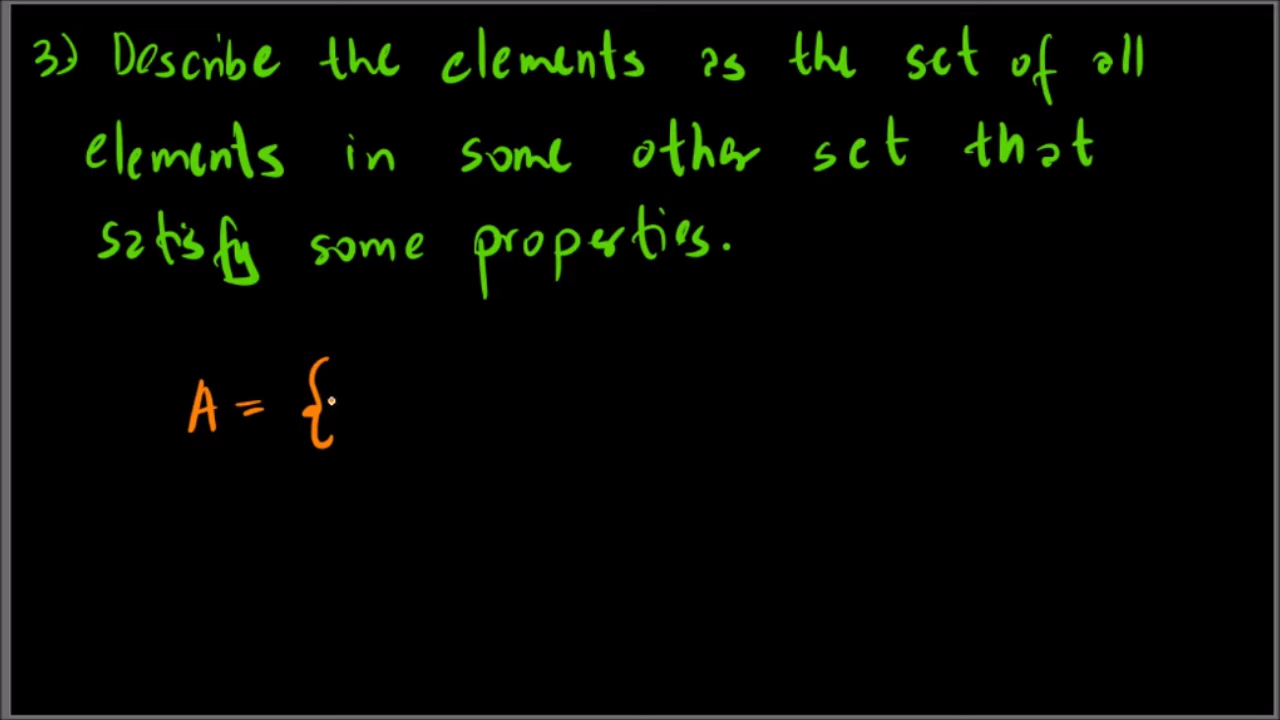 3) Describe the elements as the set of all
elements in some other set that
satisfy some properties.
A = {